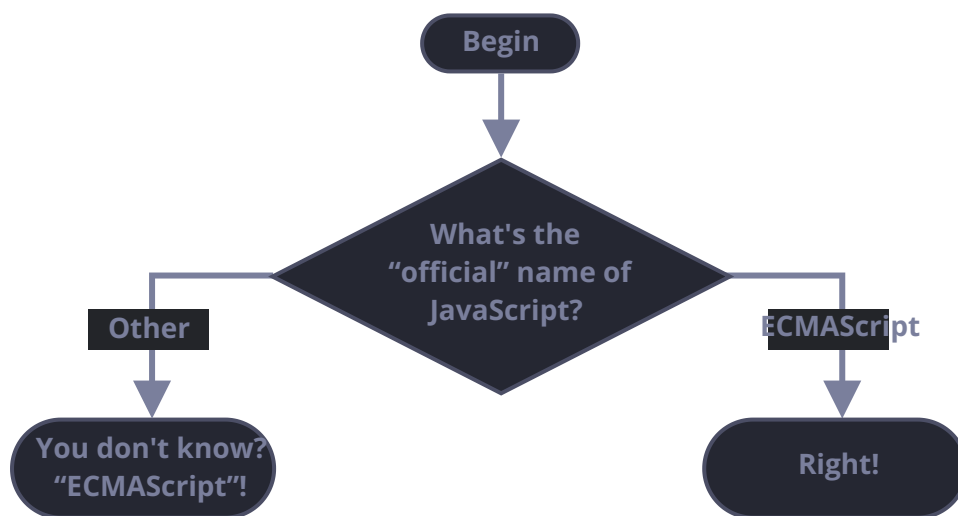 Begin
What's the
“official” name of
JavaScript?
Other
ECMAScript
You don't know?
“ECMAScript”!
Right!